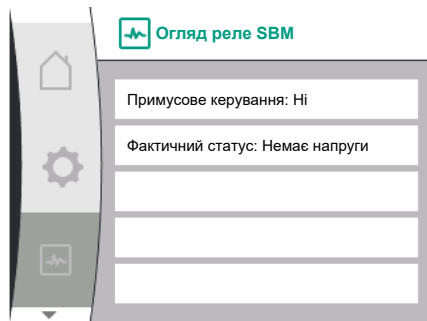 Огляд реле SBM
Примусове керування: Ні
Фактичний статус: Немає напруги